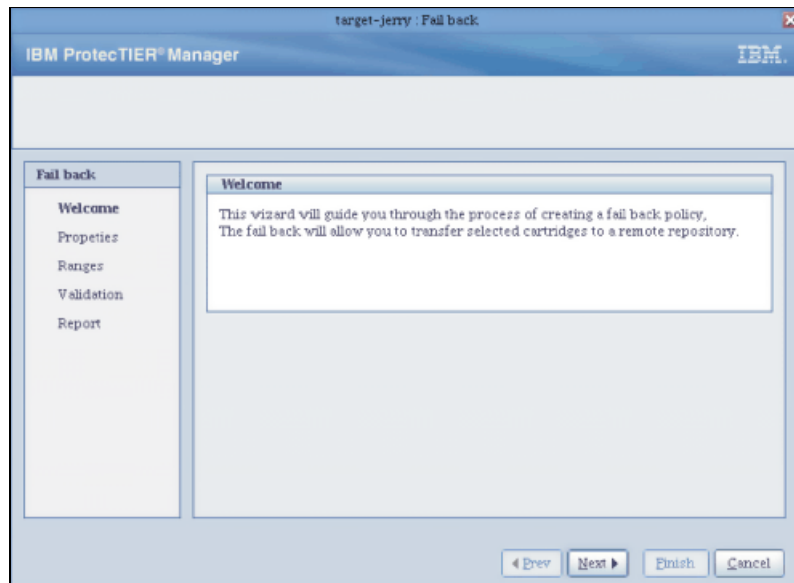 target-jerry : Fail back
IBM ProtecTIER® Manager
IBM.
Fail back
Welcome
Propeties
Ranges
Validation
Report
Welcome
This wizard will guide you through the process of creating a fail back policy,
The fail back will allow you to transfer selected cartridges to a remote repository.
Prev
Next
Finish
Cancel